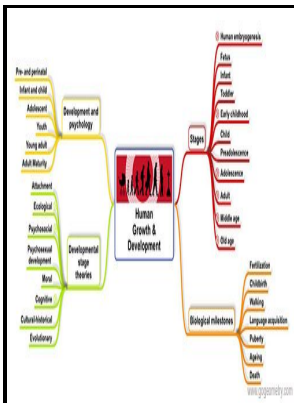 Human
Growth &
Development
Stages
Human embryogenesis
Fetus
Infant
Toddler
Early childhood
Child
Preadolescence
Adolescence
Adult
Middle age
Old age
Biological milestones
Fertilization
Childbirth
Walking
Language acquisition
Puberty
Ageing
Death
Development and
psychology
Pre- and perinatal
Infant and child
Adolescent
Youth
Young adult
Adult Maturity
Developmental
stage
theories
Attachment
Ecological
Psychosocial
Psychosexual
development
Moral
Cognitive
Cultural-historical
Evolutionary
www.gogeometry.com